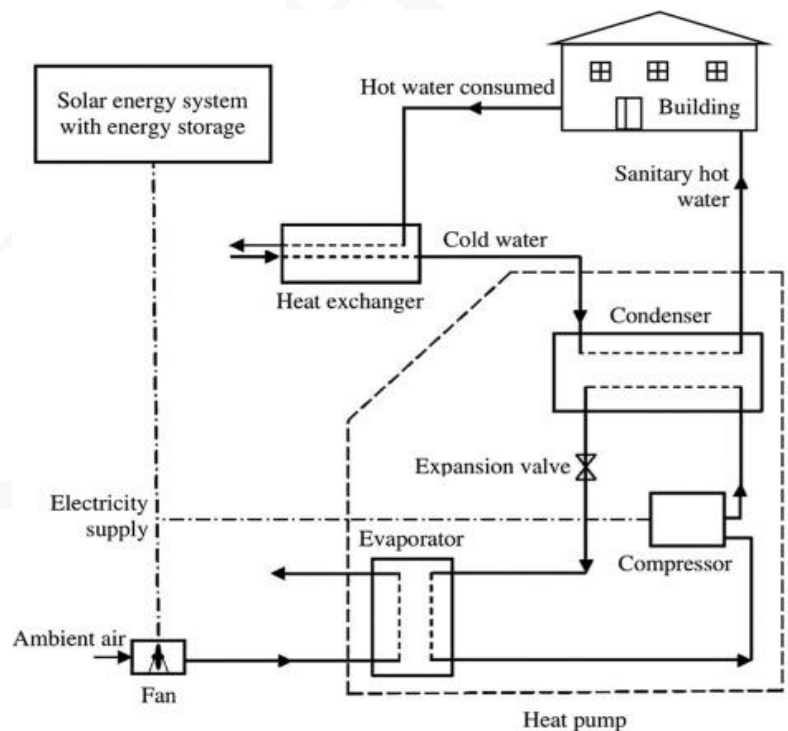 Solar energy system
with energy storage
Hot water consumed
Building
Sanitary hot
water
Cold water
Heat exchanger
Condenser
Expansion valve
Electricity
supply
Evaporator
Compressor
Ambient air
Fan
Heat pump